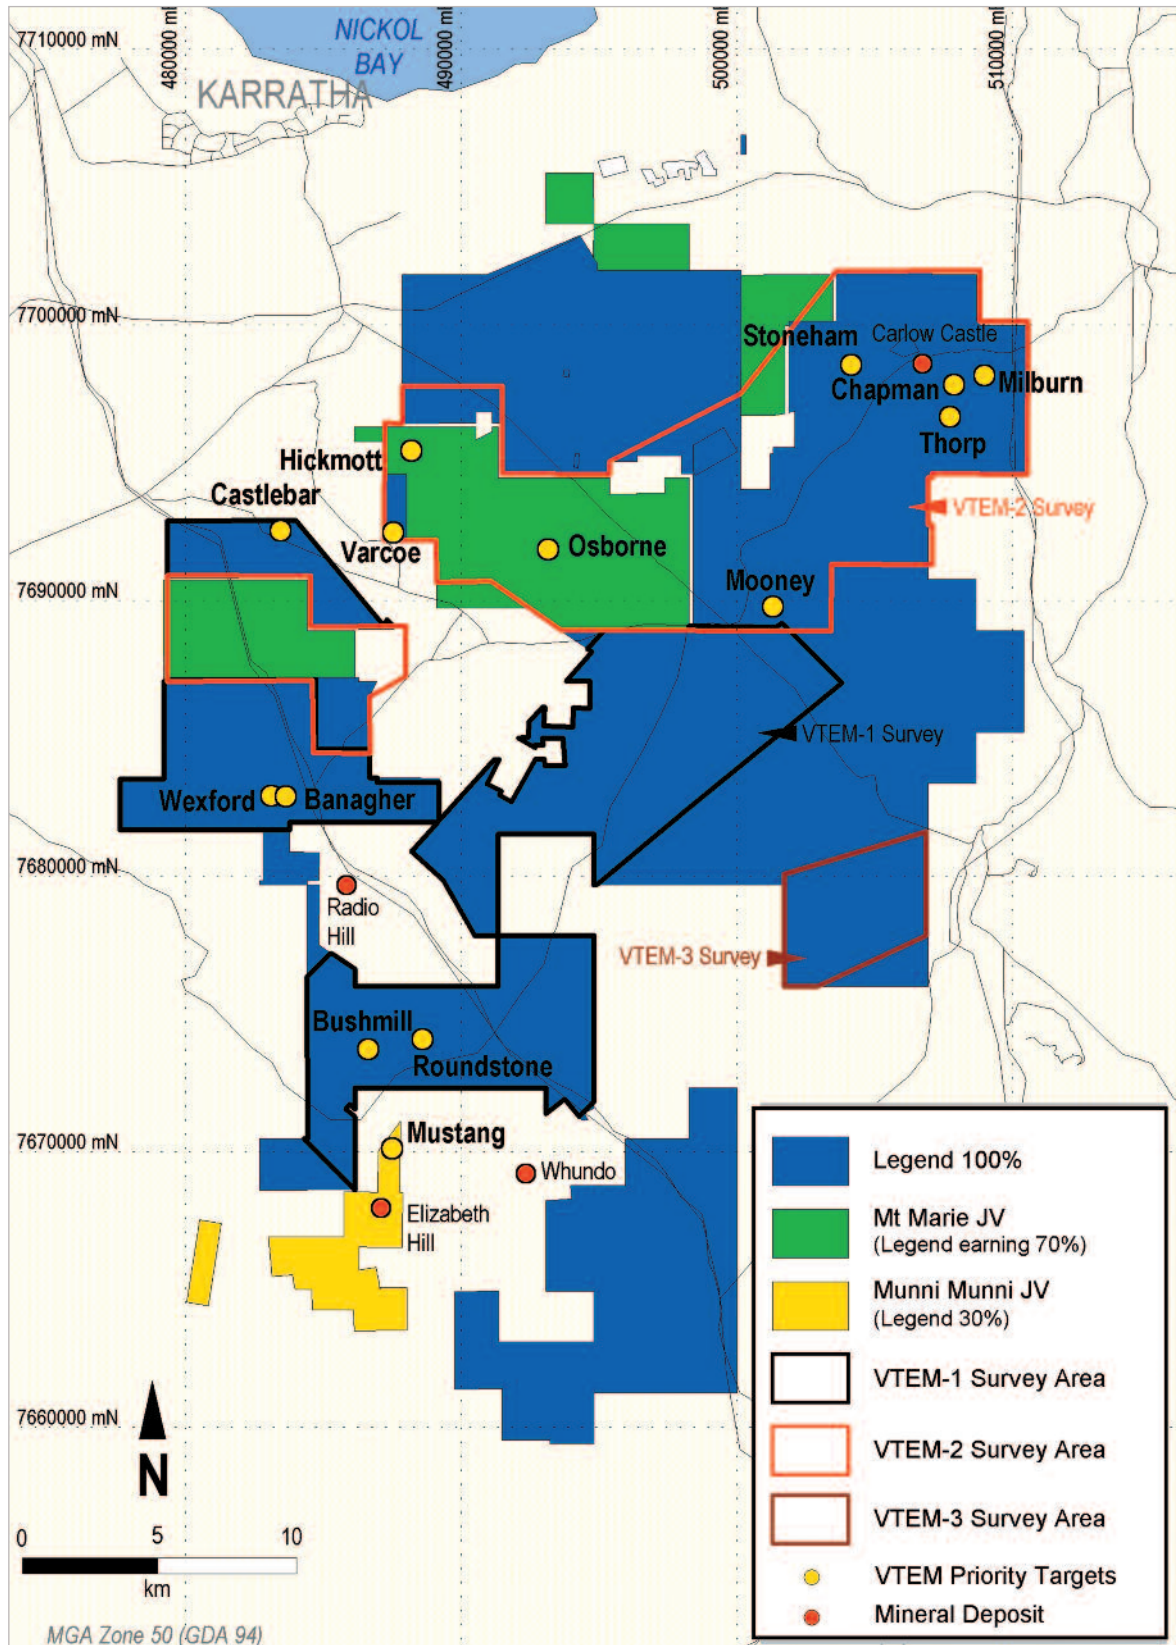 7710000 mN
480000 ml
490000 ml
500000 ml
510000 ml
NICKOL
BAY
KARRATHA
7700000 mN
Stoneham
Carlow Castle
Chapman
Milburn
Thorp
Hickmott
Castlebar
VTEM-2 Survey
Varcoe
Osborne
7690000 mN
Mooney
VTEM-1 Survey
Wexford
Banagher
7680000 mN
Radio
Hill
VTEM-3 Survey
Bushmill
Roundstone
7670000 mN
Mustang
Whundo
Elizabeth
Hill
7660000 mN
N
0 5 10
km
MGA Zone 50 (GDA 94)
Legend 100%
Mt Marie JV
(Legend earning 70%)
Munni Munni JV
(Legend 30%)
VTEM-1 Survey Area
VTEM-2 Survey Area
VTEM-3 Survey Area
VTEM Priority Targets
Mineral Deposit